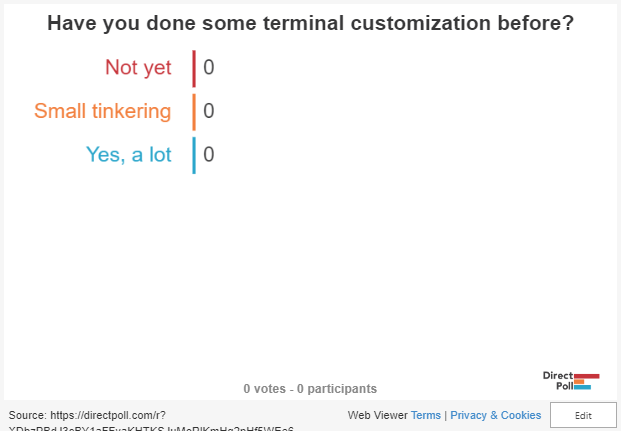 Have you done some terminal customization before?
Not yet 0
Small tinkering 0
Yes, a lot 0
Direct
Poll
0 votes - 0 participants
Source: https://directpoll.com/r?
Web Viewer Terms | Privacy & Cookies
Edit